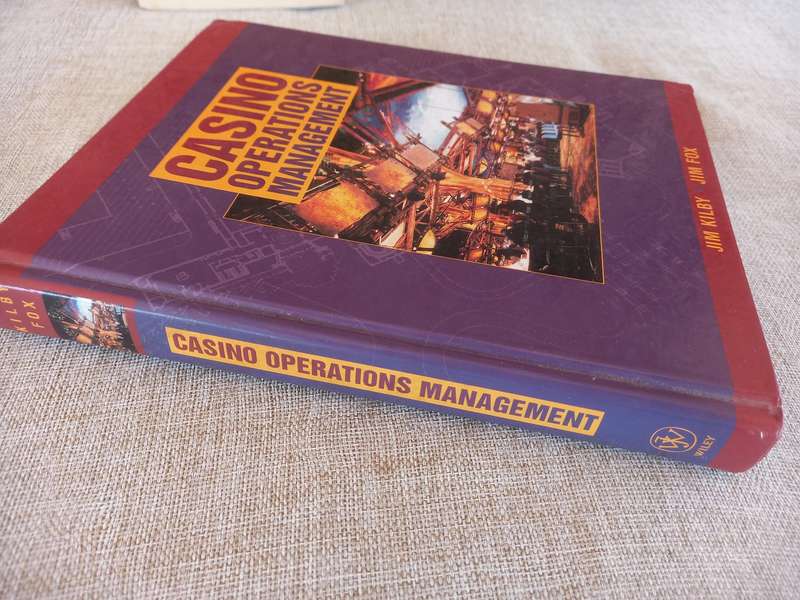 CASINO
OPERATIONS
MANAGEMENT
JIM KILBY JIM FOX
KILBY
FOX
CASINO OPERATIONS MANAGEMENT
WILEY